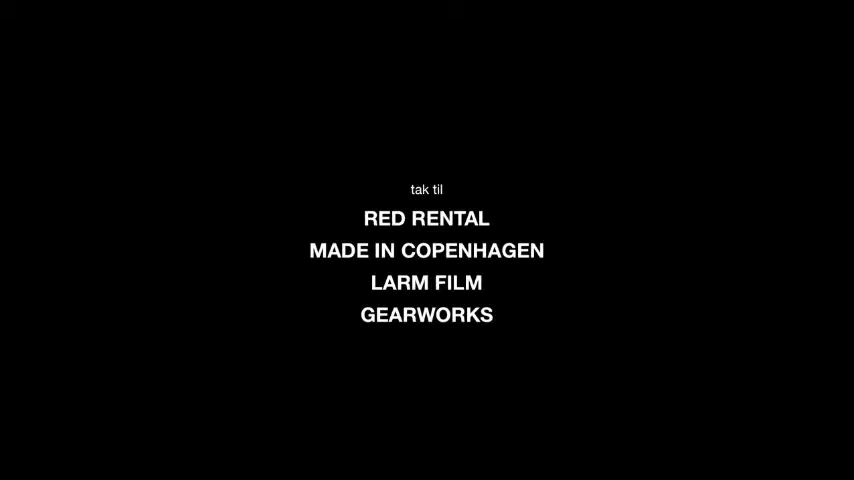 tak til
RED RENTAL
MADE IN COPENHAGEN
LARM FILM
GEARWORKS